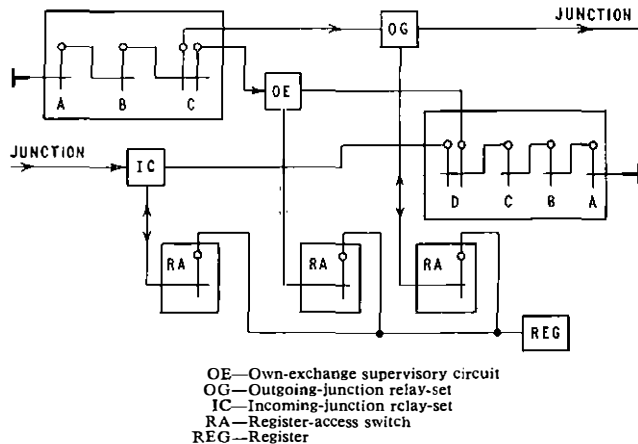 JUNCTION
OG
A B C
OE
JUNCTION
IC
D C B A
RA RA RA
REG
OE—Own-exchange supervisory circuit
OG—Outgoing-junction relay-set
IC—Incoming-junction relay-set
RA—Register-access switch
REG—Register